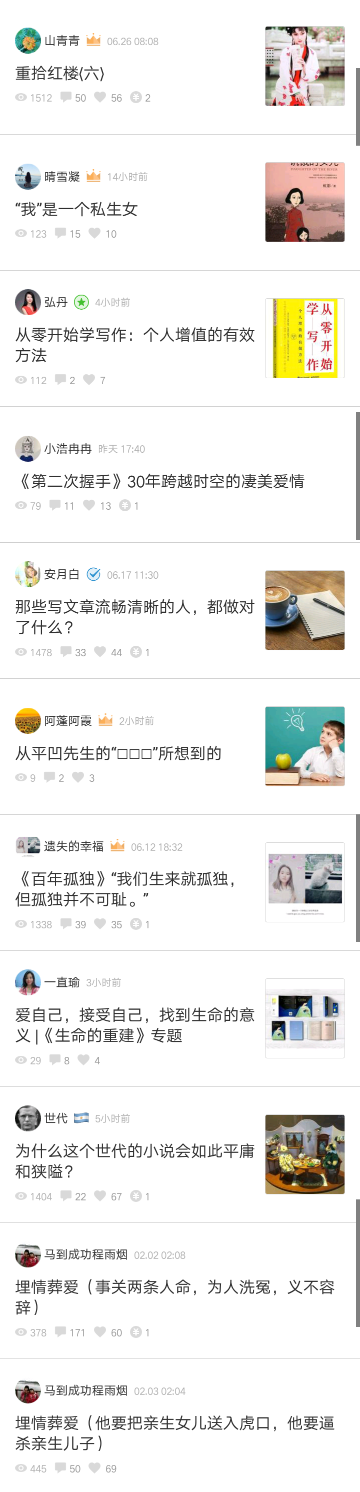 山青青 06.26 08:08
重拾红楼(六)
1512 50 56 2
晴雪凝 14小时前
“我”是一个私生女
123 15 10
弘丹 4小时前
从零开始学写作：个人增值的有效
方法
112 2 7
从零开始
学写作
小浩冉冉 昨天 17:40
《第二次握手》30年跨越时空的凄美爱情
79 11 13 1
安月白 06.17 11:30
那些写文章流畅清晰的人，都做对
了什么？
1478 33 44 1
阿蓬阿霞 2小时前
从平凹先生的“□□□”所想到的
9 2 3
遗失的幸福 06.12 18:32
《百年孤独》“我们生来就孤独，
但孤独并不可耻。”
1338 39 35 1
一直瑜 3小时前
爱自己，接受自己，找到生命的意
义 |《生命的重建》专题
29 8 4
世代 5小时前
为什么这个世代的小说会如此平庸
和狭隘？
1404 22 67 1
马到成功程雨烟 02.02 02:08
埋情葬爱（事关两条人命，为人洗冤，义不容
辞）
378 171 60 1
马到成功程雨烟 02.03 02:04
埋情葬爱（他要把亲生女儿送入虎口，他要逼
杀亲生儿子）
445 50 69